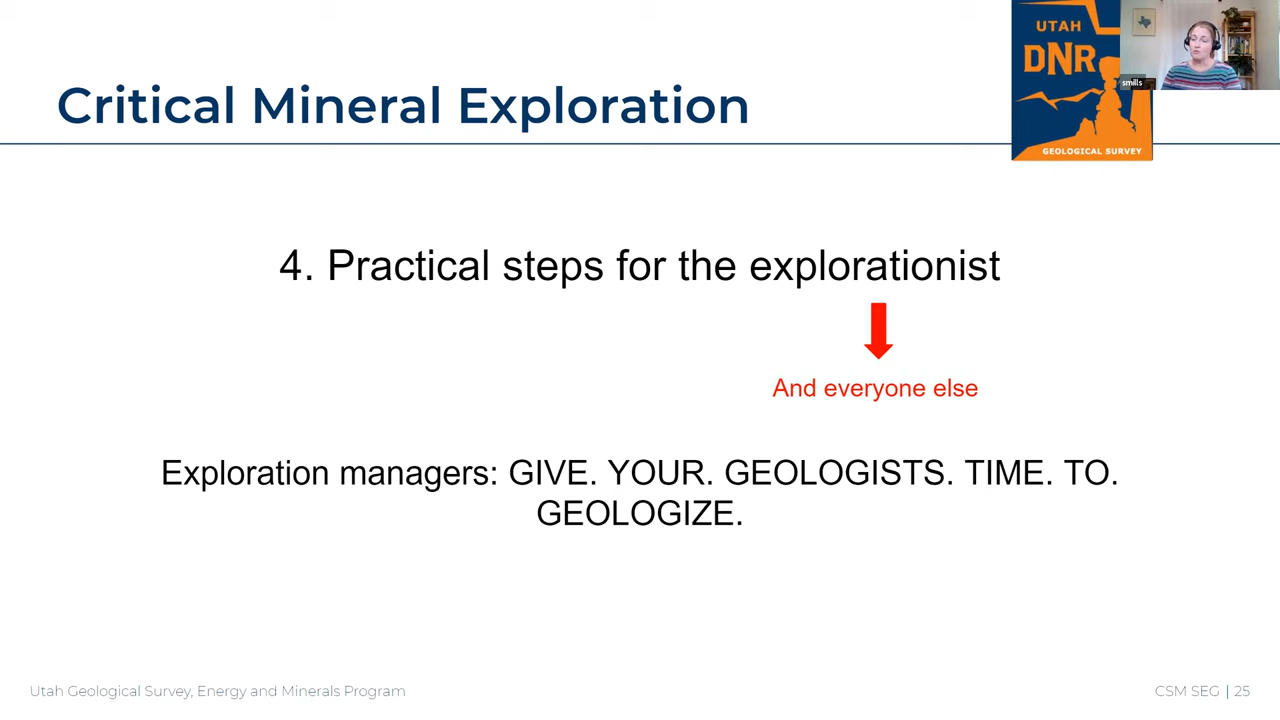 UTAH
DNR
GEOLOGICAL SURVEY
smills
Critical Mineral Exploration
4. Practical steps for the explorationist
And everyone else
Exploration managers: GIVE. YOUR. GEOLOGISTS. TIME. TO.
GEOLOGIZE.
Utah Geological Survey, Energy and Minerals Program
CSM SEG | 25